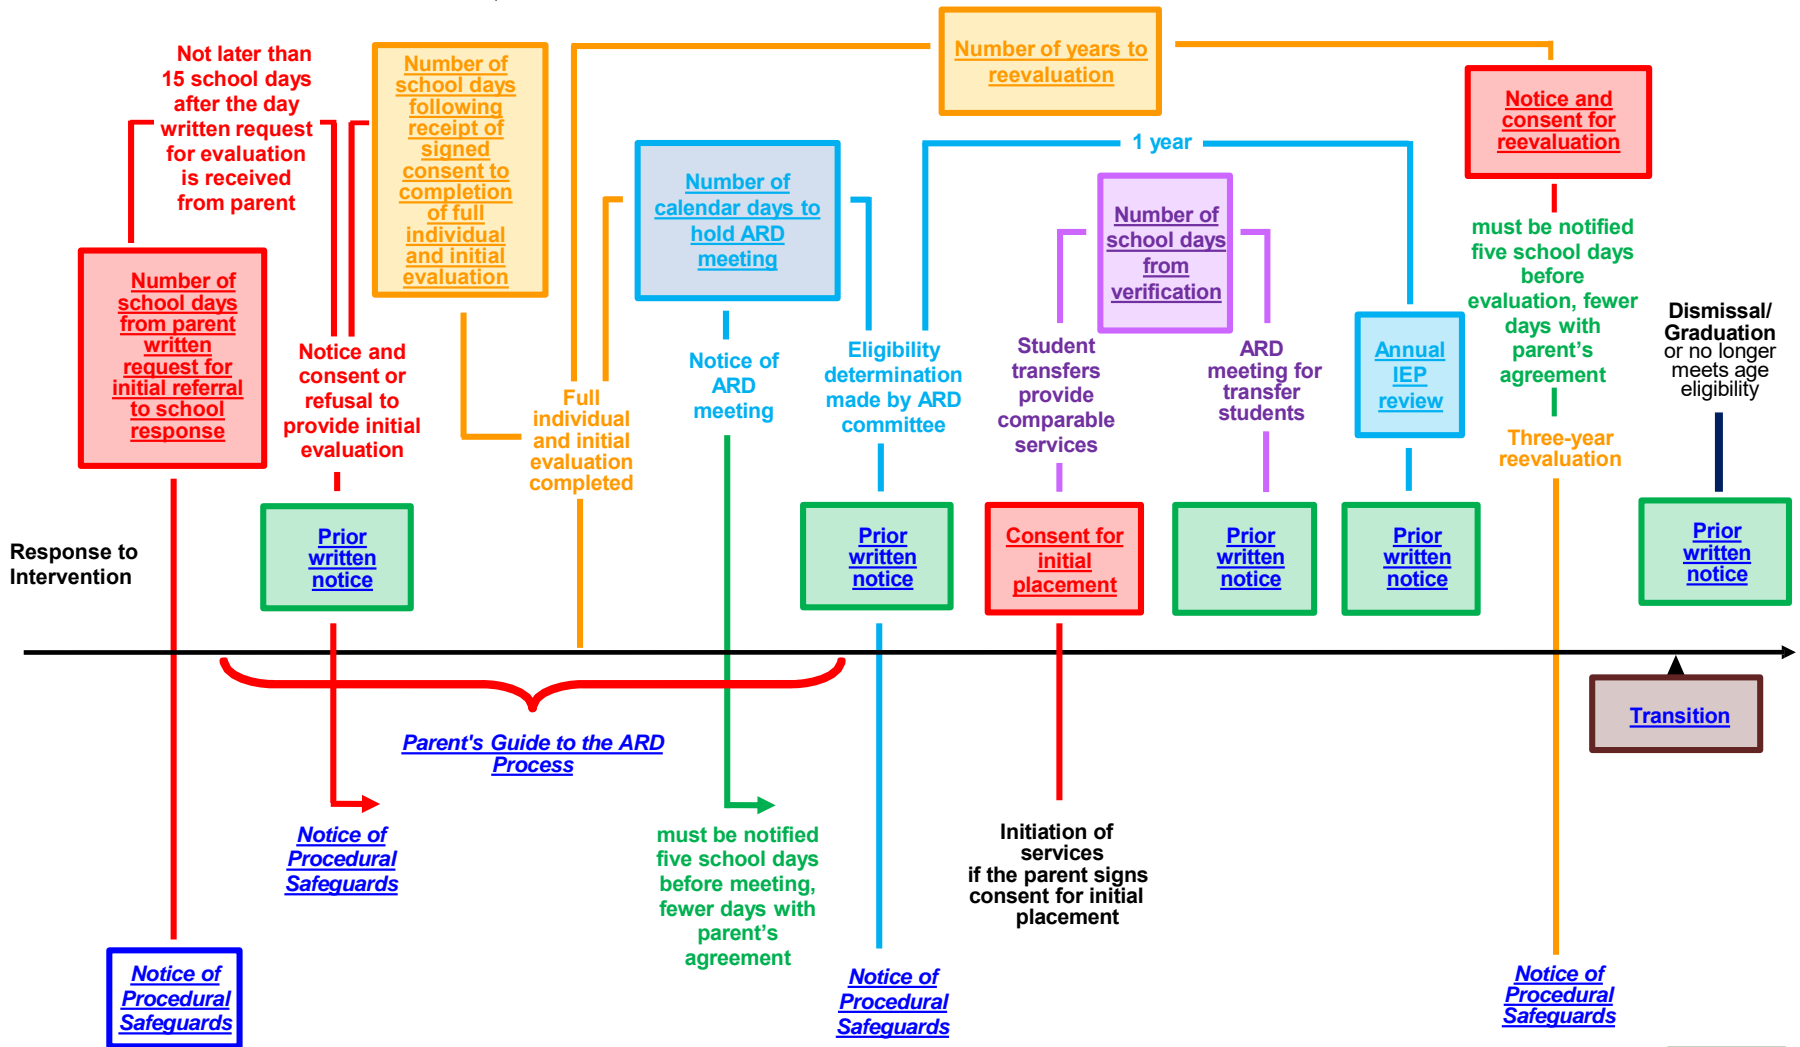 Not later than
15 school days
after the day
written request
for evaluation
is received
from parent
Number of
school days
following
receipt of
signed
consent to
completion
of full
individual
and initial
evaluation
Number of years to
reevaluation
Notice and
consent for
reevaluation
1 year
Number of
calendar days to
hold ARD
meeting
Number of
school days
from
verification
must be notified
five school days
before
evaluation, fewer
days with
parent’s
agreement
Number of
school days
from parent
written
request for
initial referral
to school
response
Notice and
consent or
refusal to
provide initial
evaluation
Full
individual
and initial
evaluation
completed
Notice of
ARD
meeting
Eligibility
determination
made by ARD
committee
Student
transfers
provide
comparable
services
ARD
meeting for
transfer
students
Annual
IEP
review
Three-year
reevaluation
Dismissal/
Graduation
or no longer
meets age
eligibility
Response to
Intervention
Prior
written
notice
Prior
written
notice
Consent for
initial
placement
Prior
written
notice
Prior
written
notice
Prior
written
notice
Parent's Guide to the ARD
Process
Transition
Notice of
Procedural
Safeguards
must be notified
five school days
before meeting,
fewer days with
parent’s
agreement
Initiation of
services
if the parent signs
consent for initial
placement
Notice of
Procedural
Safeguards
Notice of
Procedural
Safeguards
Notice of
Procedural
Safeguards